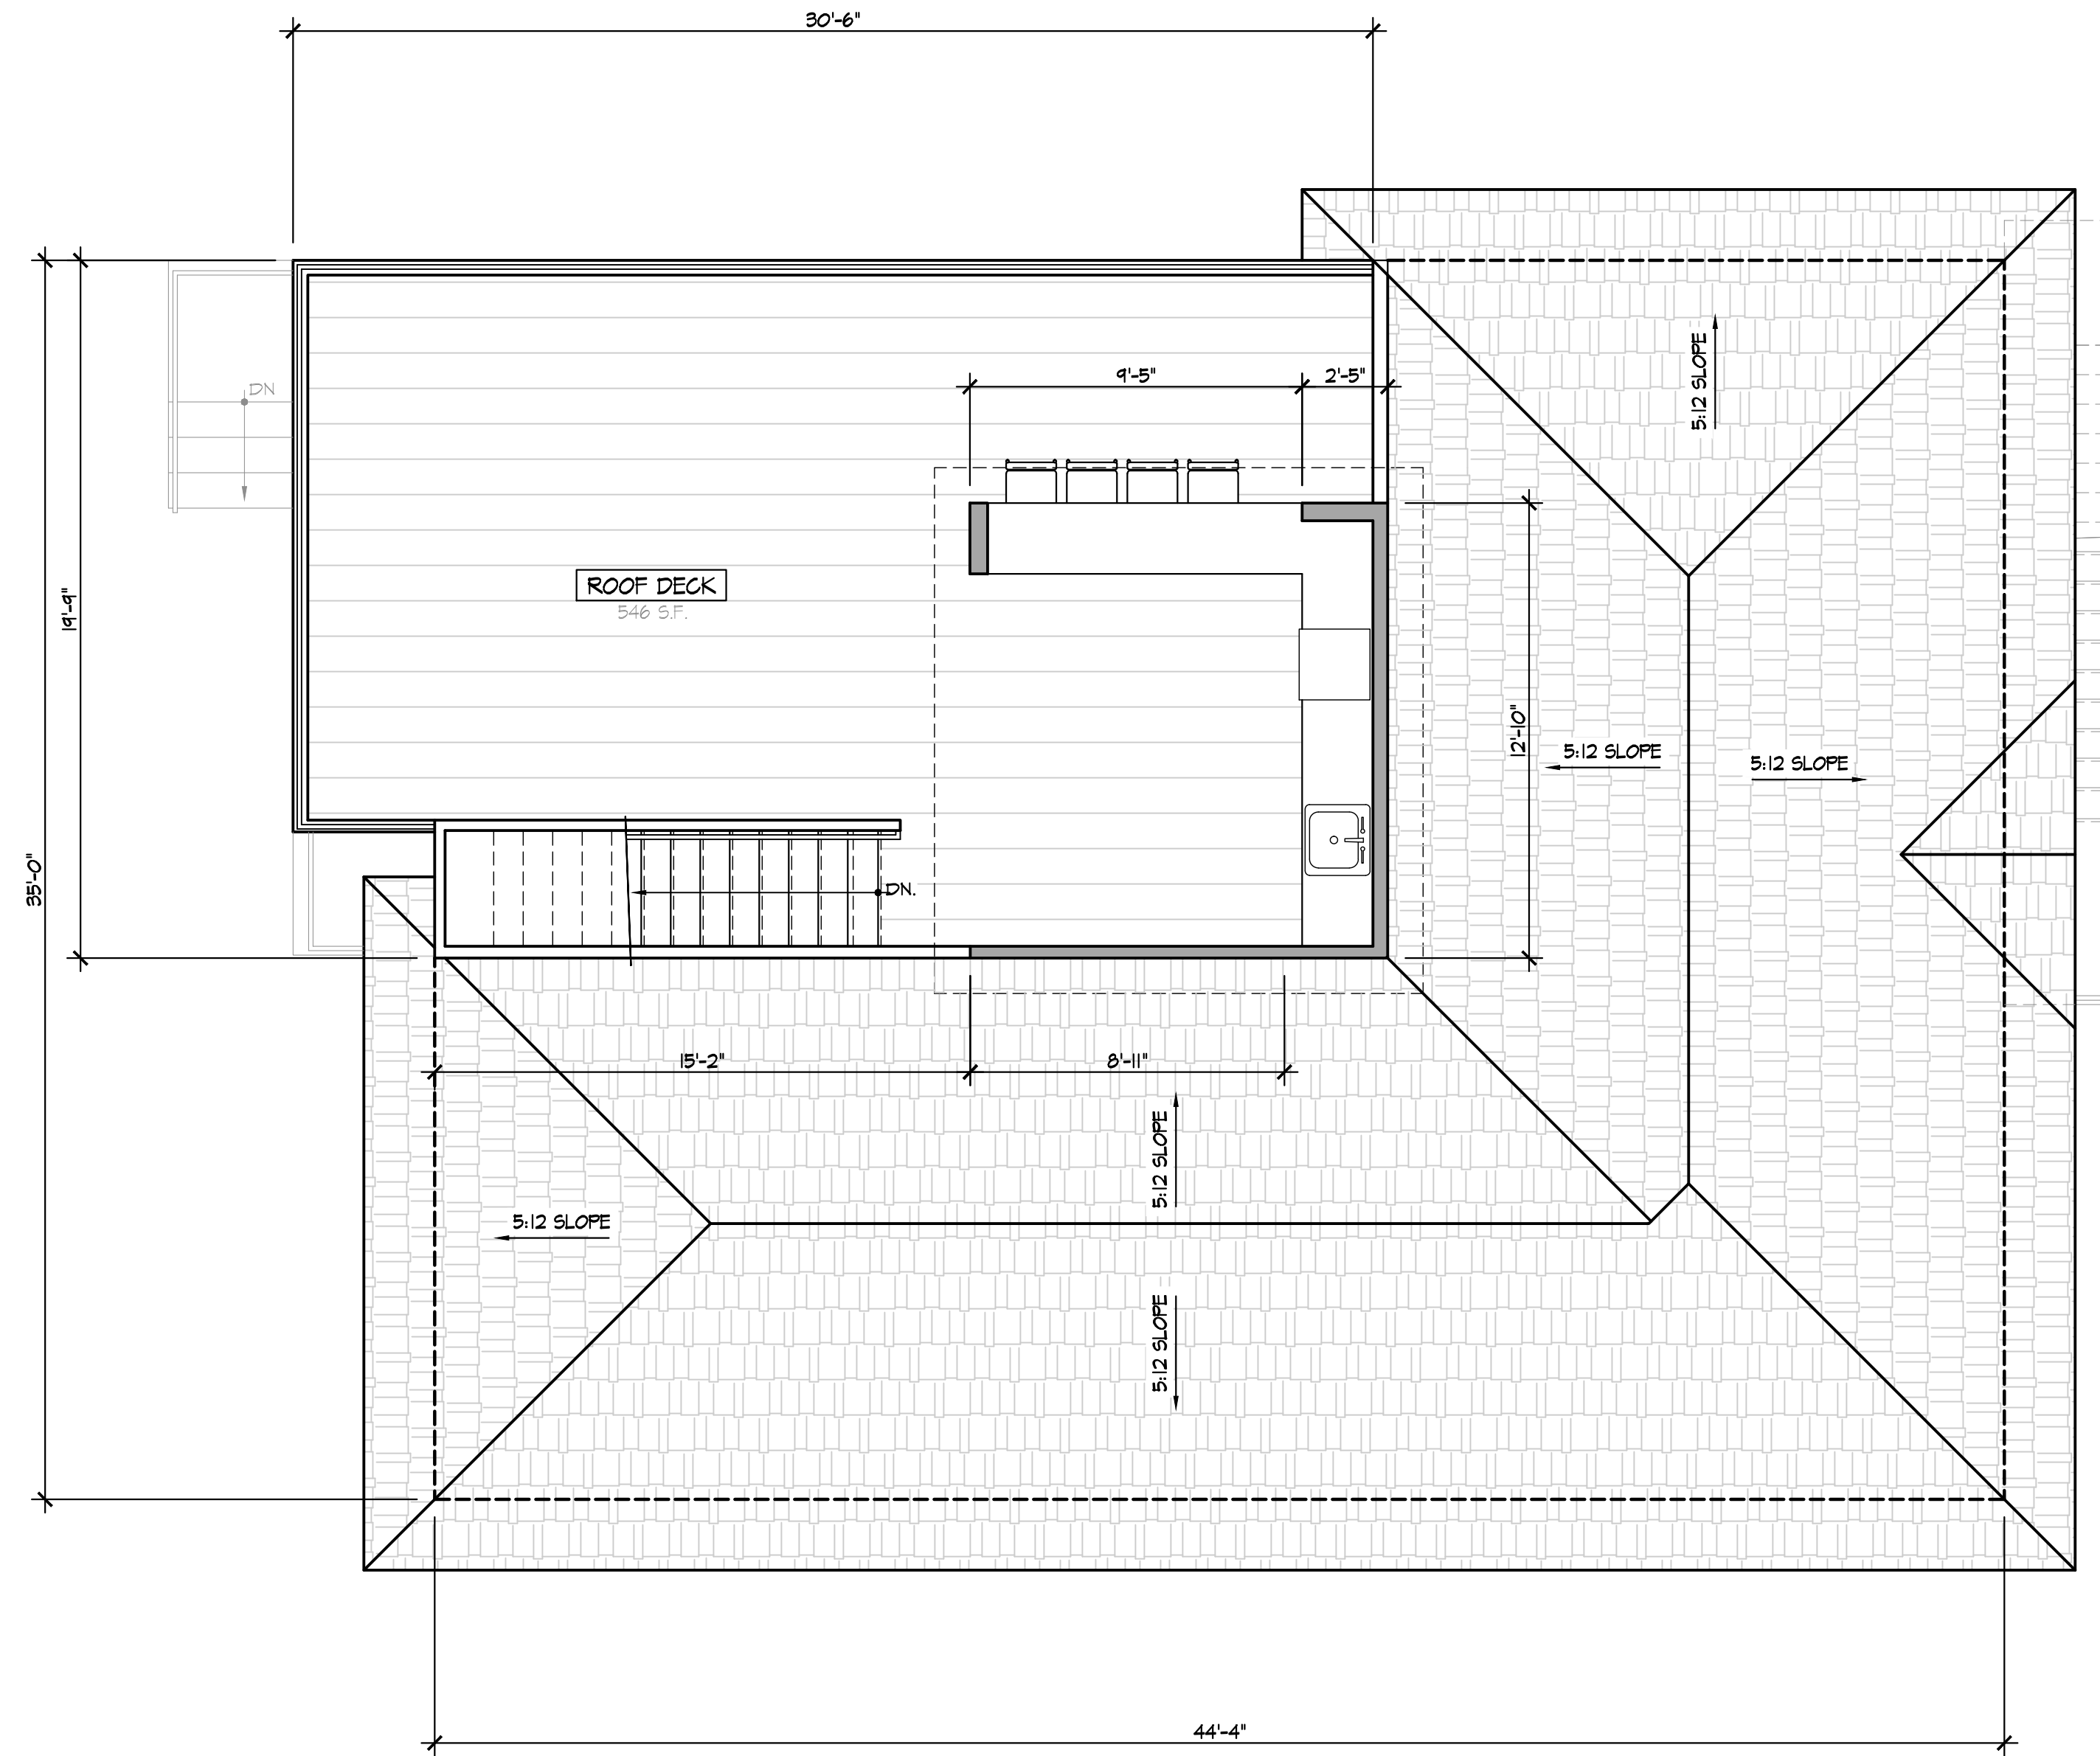 30'-6"
9'-5"
2'-5"
5:12 SLOPE
DN
ROOF DECK
546 S.F.
19'-9"
12'-10"
5:12 SLOPE
5:12 SLOPE
35'-0"
DN.
15'-2"
8'-11"
5:12 SLOPE
5:12 SLOPE
5:12 SLOPE
44'-4"